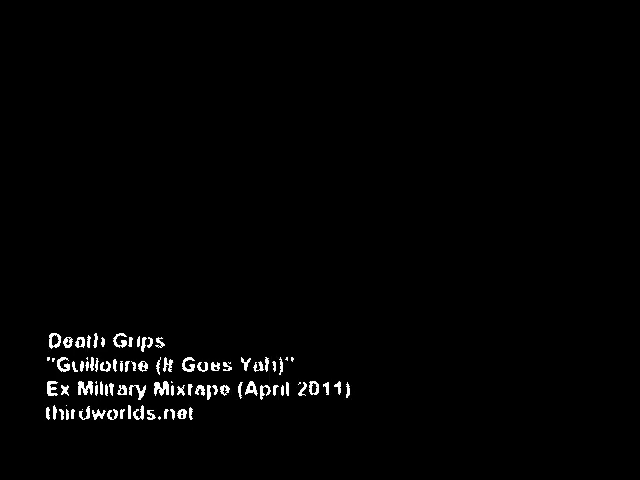 Death Grips
"Guillotine (It Goes Yah)"
Ex Military Mixtape (April 2011)
thirdworlds.net